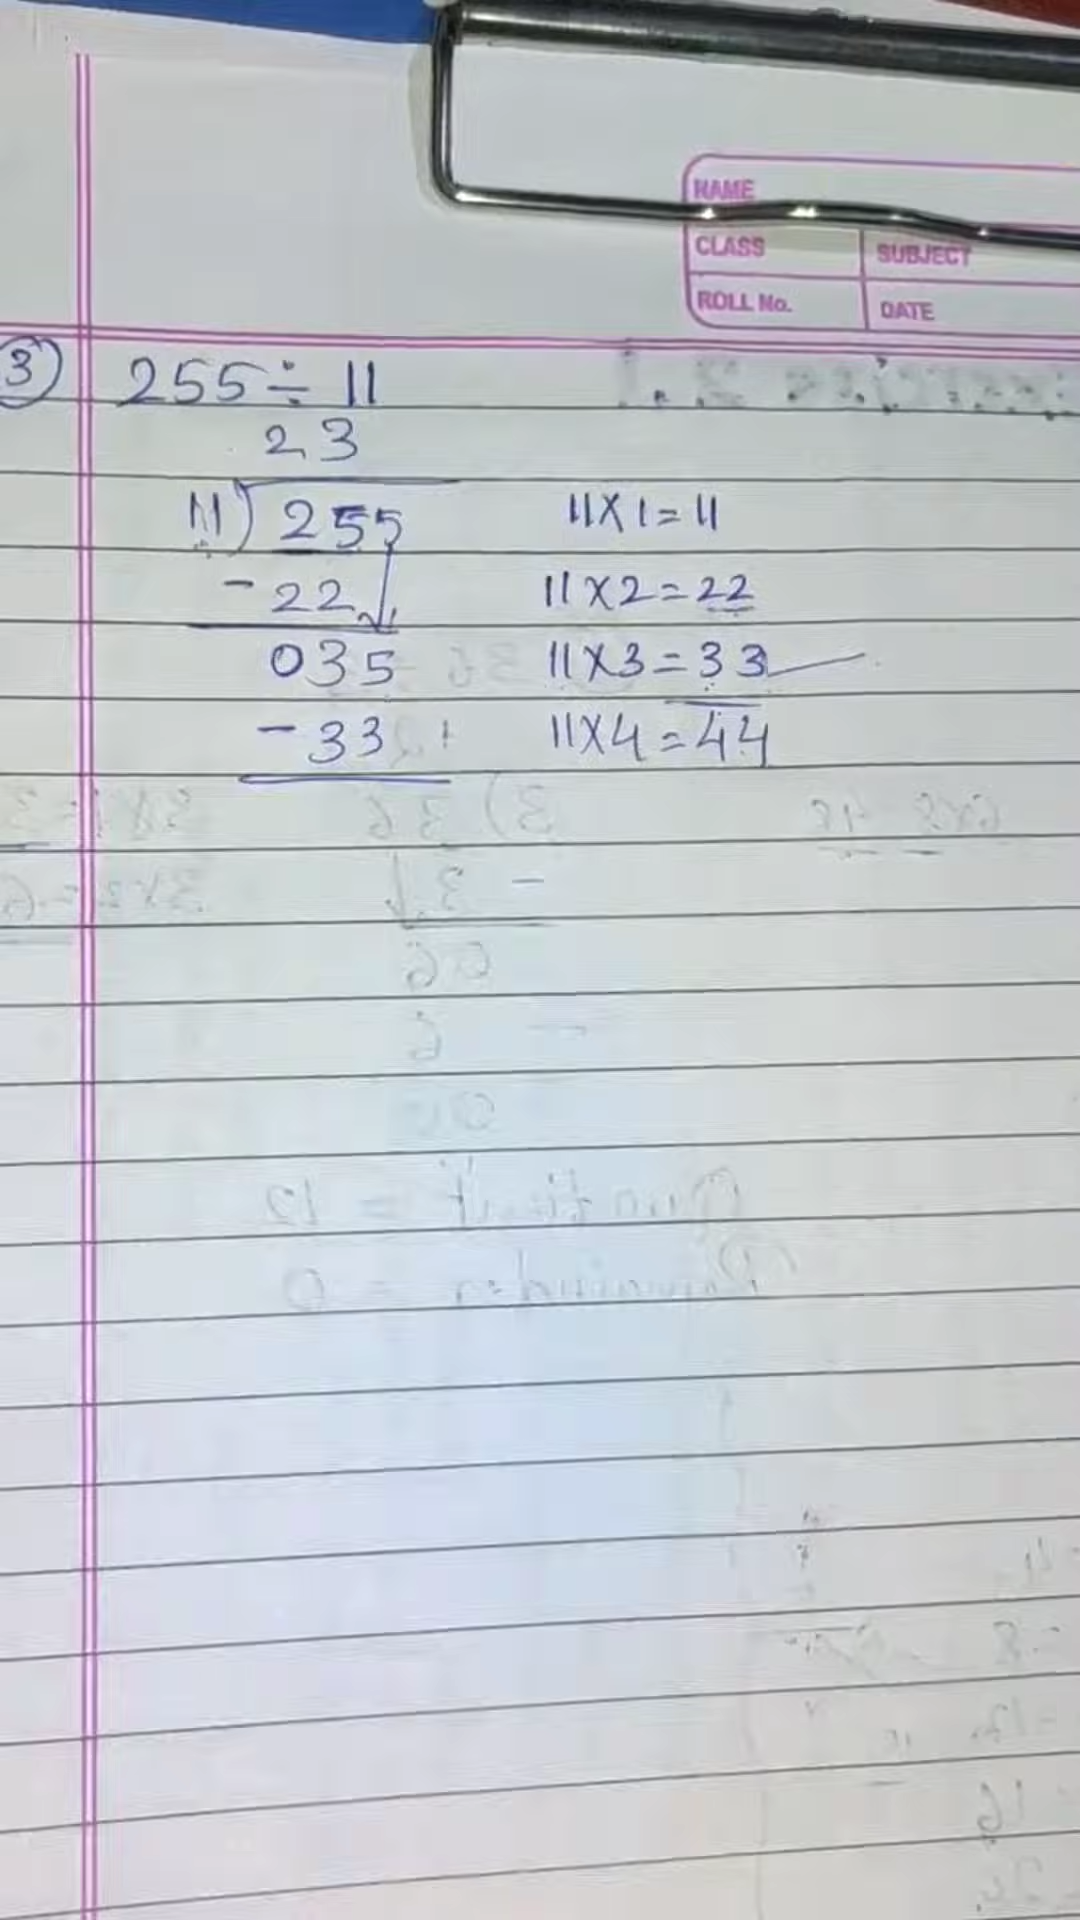 NAME
CLASS SUBJECT
ROLL No. DATE
3 255 ÷ 11
23
11) 255 11 X 1 = 11
- 22 11 X 2 = 22
035 11 X 3 = 33
- 33 11 X 4 = 44